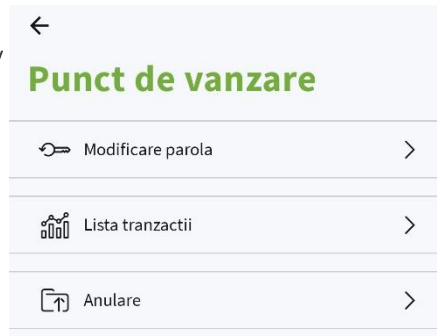 Punct de vanzare
Modificare parola
Lista tranzactii
Anulare